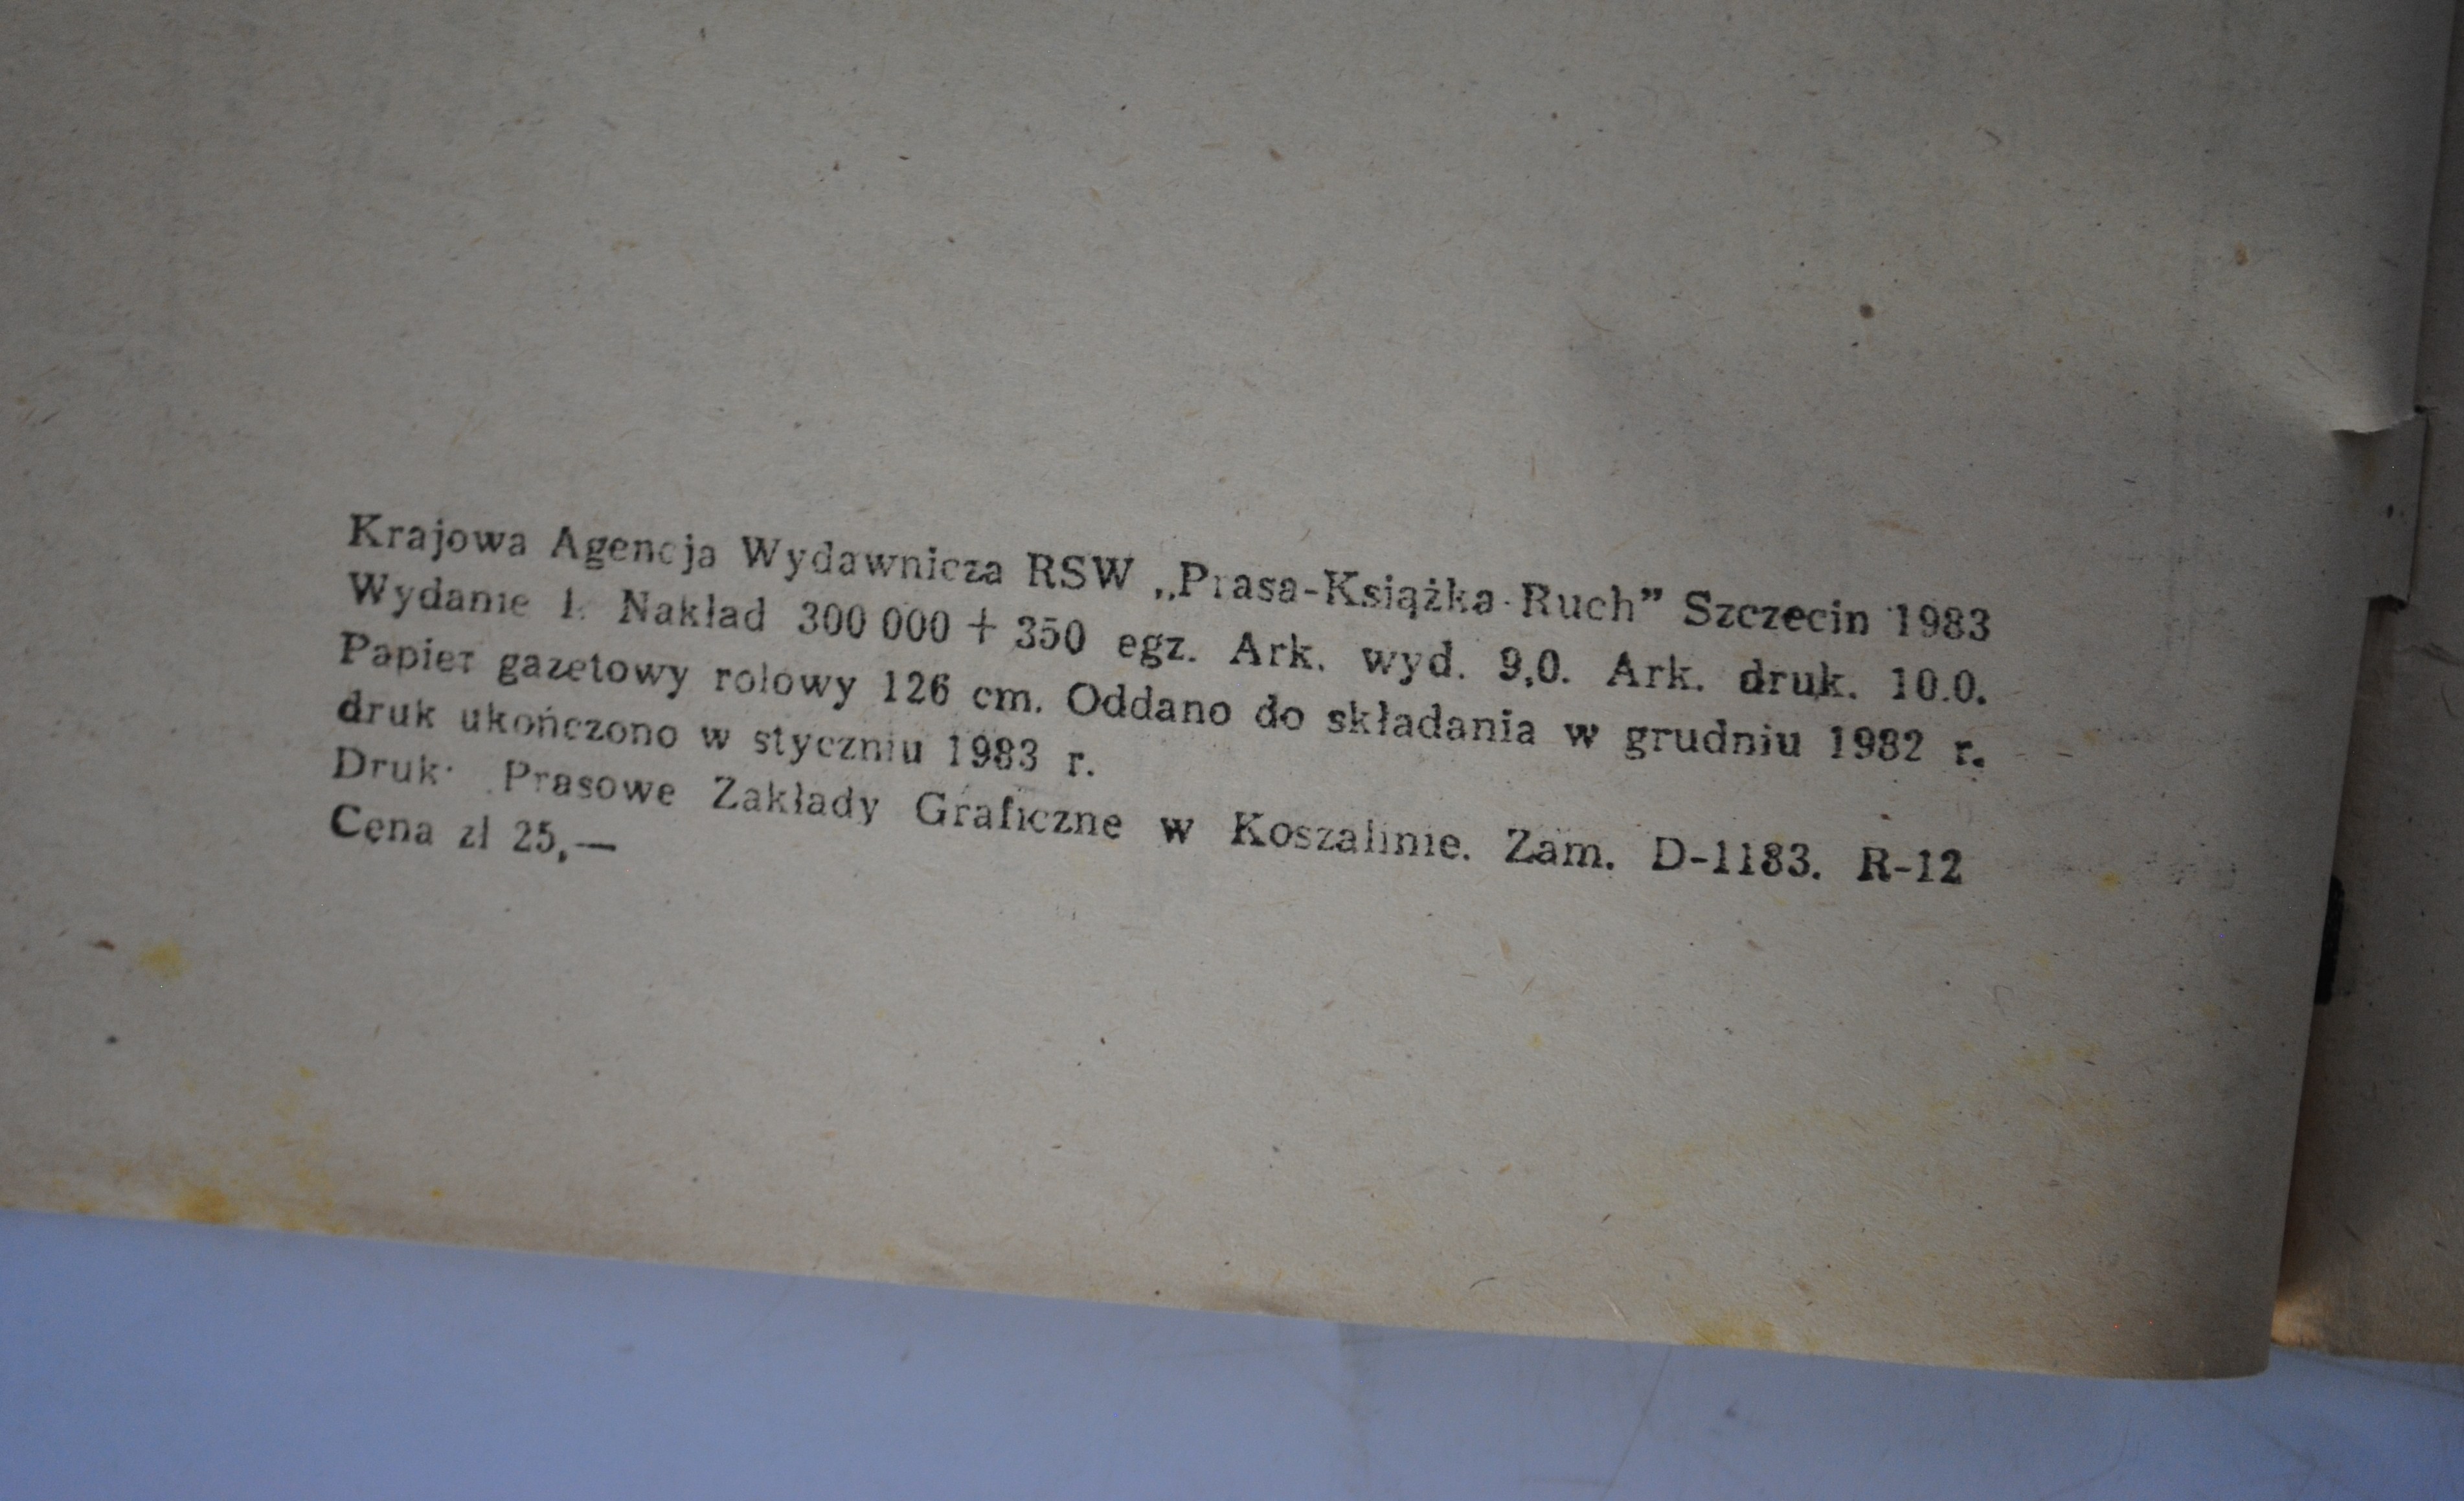 Krajowa Agencja Wydawnicza RSW „Prasa-Książka-Ruch” Szczecin 1983
Wydanie I. Nakład 300 000 + 350 egz. Ark. wyd. 9,0. Ark. druk. 10.0.
Papier gazetowy rolowy 126 cm. Oddano do składania w grudniu 1982 r.
druk ukończono w styczniu 1983 r.
Druk: Prasowe Zakłady Graficzne w Koszalinie. Zam. D-1183. R-12
Cena zł 25,—